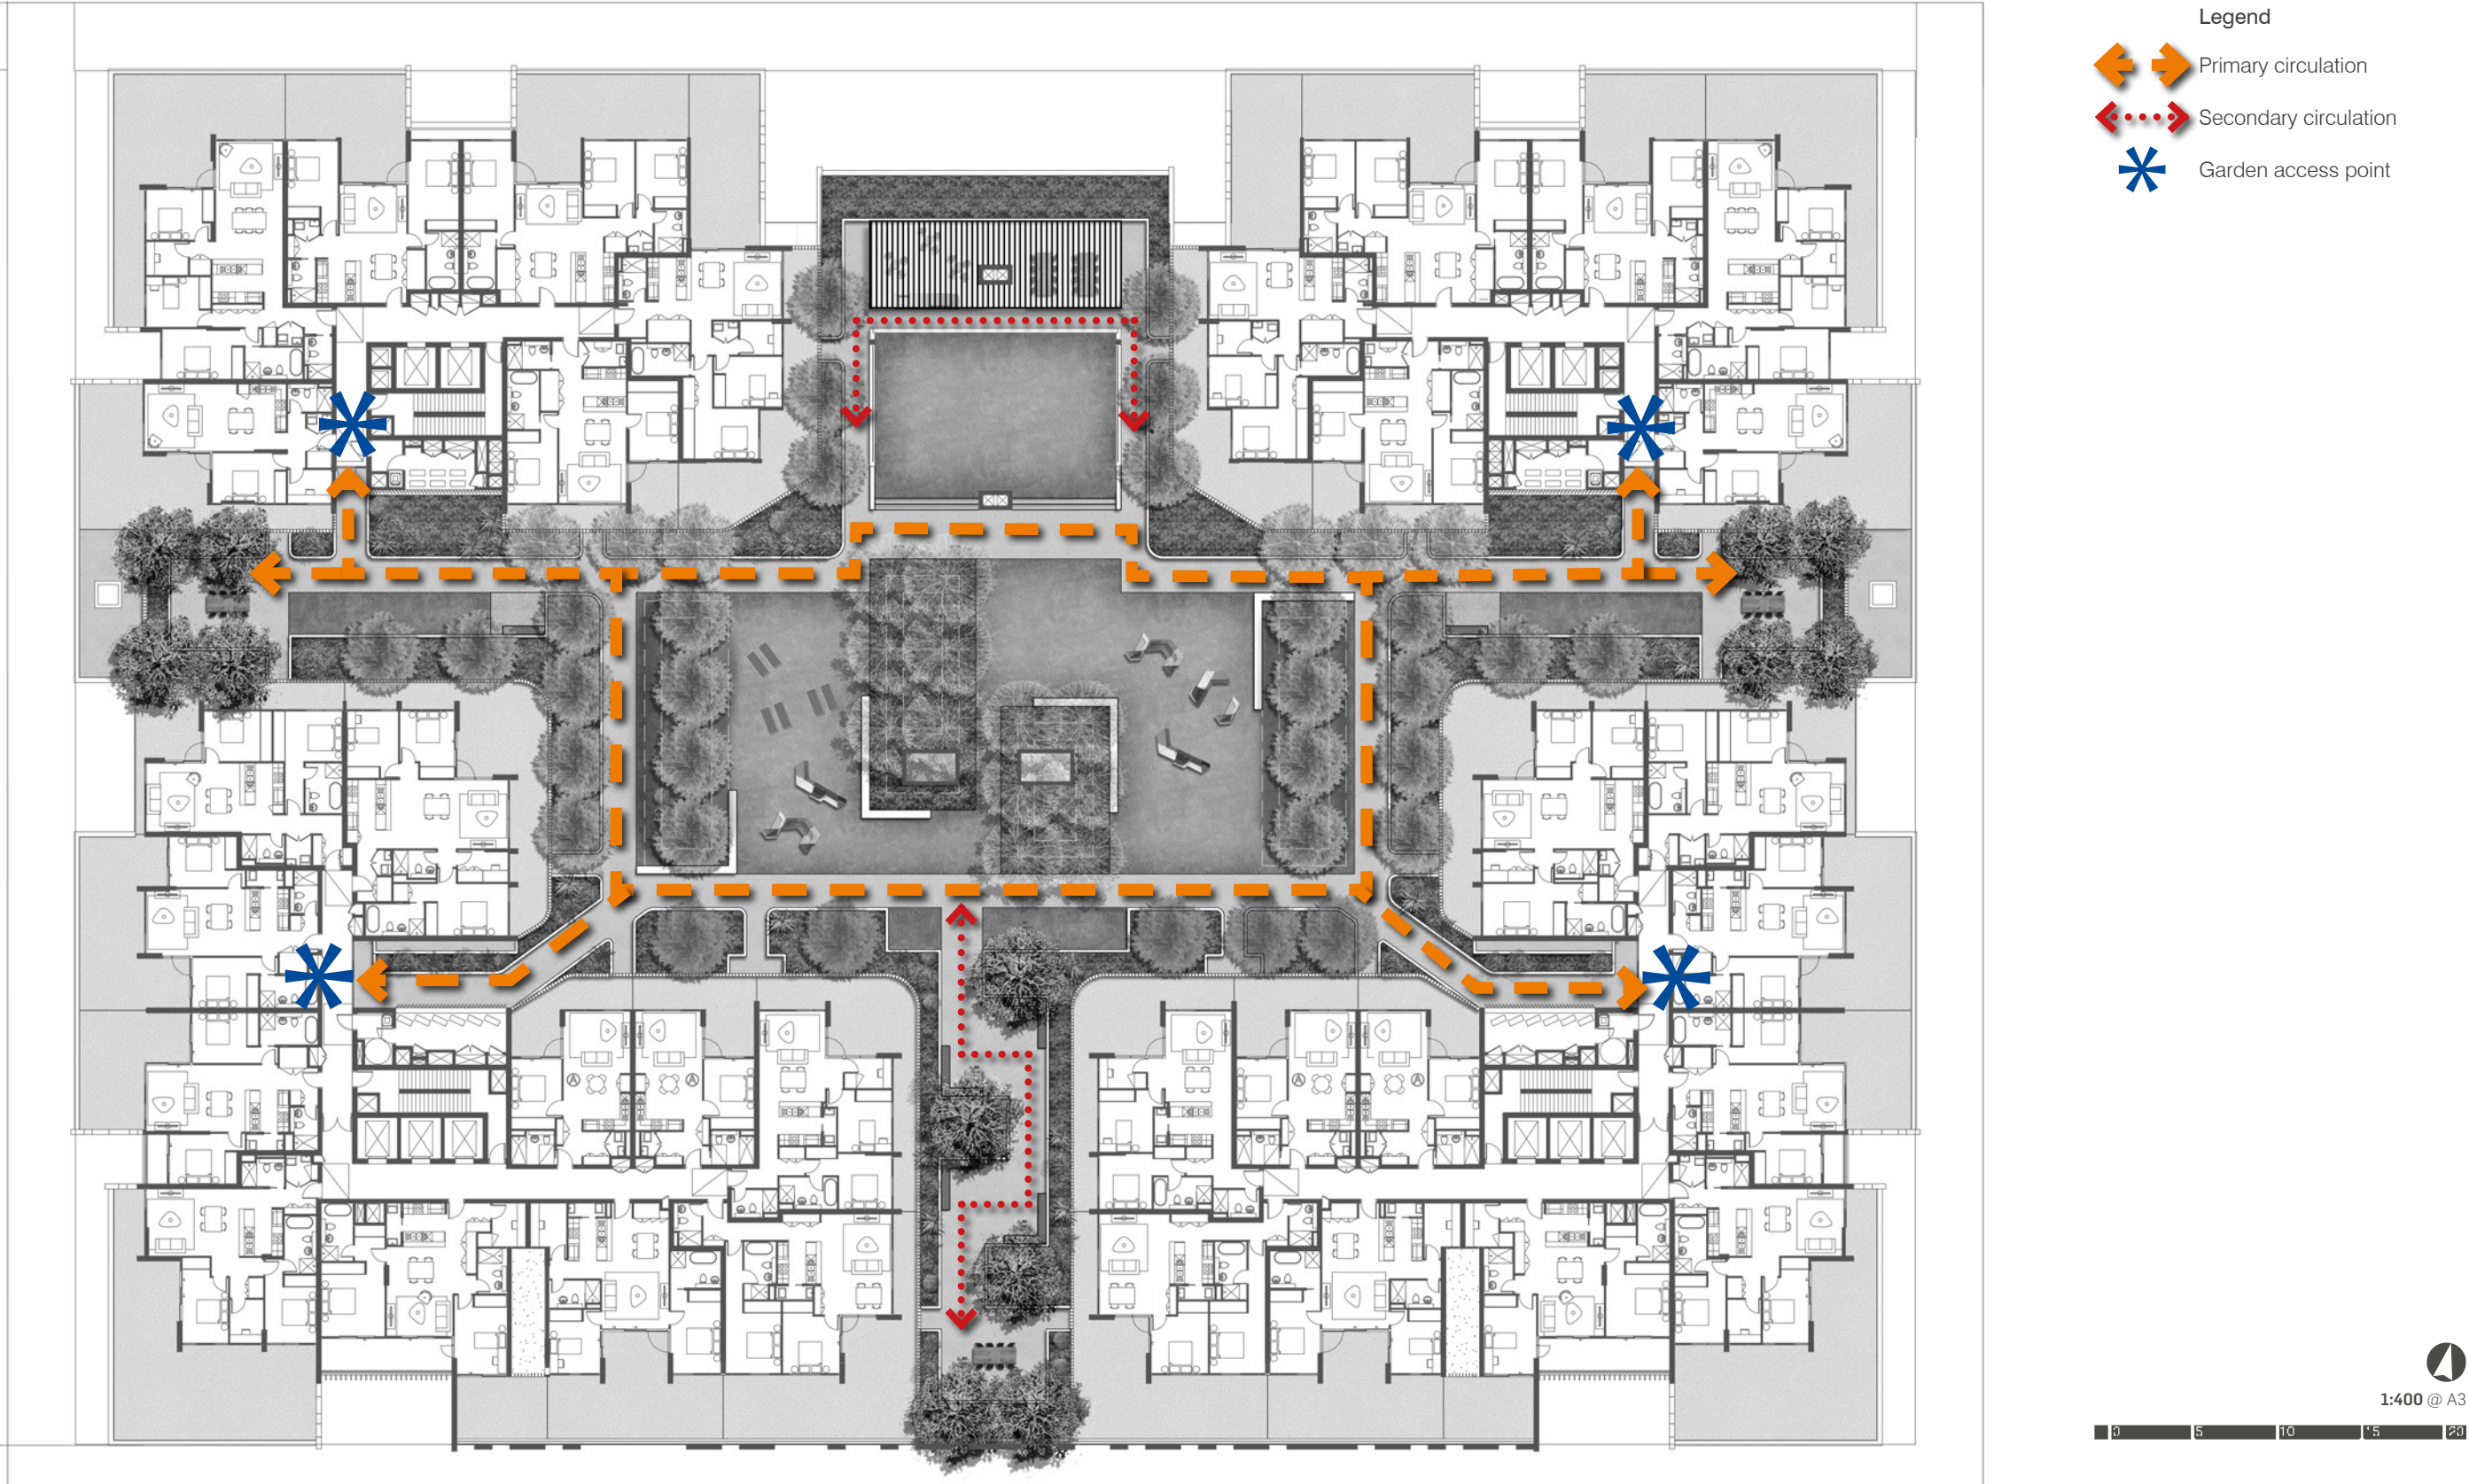 Legend
Primary circulation
Secondary circulation
Garden access point
1:400 @ A3
0 5 10 15 20